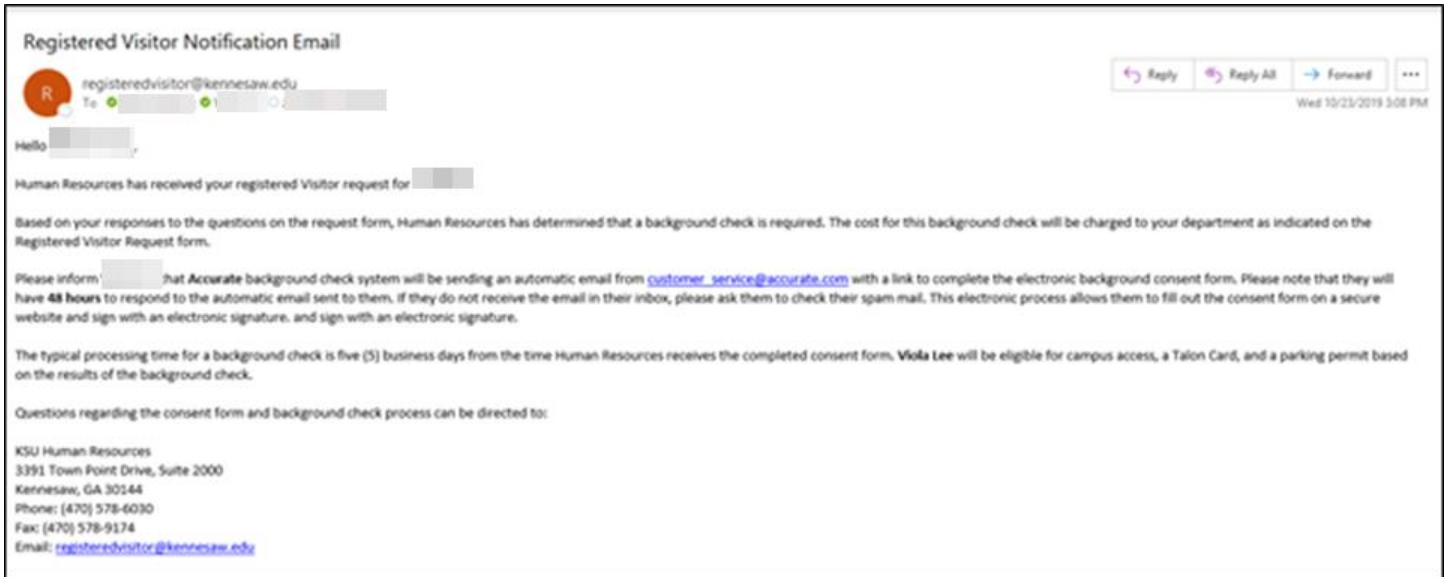 Registered Visitor Notification Email
R
registeredvisitor@kennesaw.edu
Reply
Reply All
Forward
...
To
Wed 10/23/2019 3:08 PM
Hello ,
Human Resources has received your registered Visitor request for
Based on your responses to the questions on the request form, Human Resources has determined that a background check is required. The cost for this background check will be charged to your department as indicated on the
Registered Visitor Request form.
Please inform that Accurate background check system will be sending an automatic email from customer_service@accurate.com with a link to complete the electronic background consent form. Please note that they will
have 48 hours to respond to the automatic email sent to them. If they do not receive the email in their inbox, please ask them to check their spam mail. This electronic process allows them to fill out the consent form on a secure
website and sign with an electronic signature. and sign with an electronic signature.
The typical processing time for a background check is five (5) business days from the time Human Resources receives the completed consent form. Viola Lee will be eligible for campus access, a Talon Card, and a parking permit based
on the results of the background check.
Questions regarding the consent form and background check process can be directed to:
KSU Human Resources
3391 Town Point Drive, Suite 2000
Kennesaw, GA 30144
Phone: (470) 578-6030
Fax: (470) 578-9174
Email: registeredvisitor@kennesaw.edu